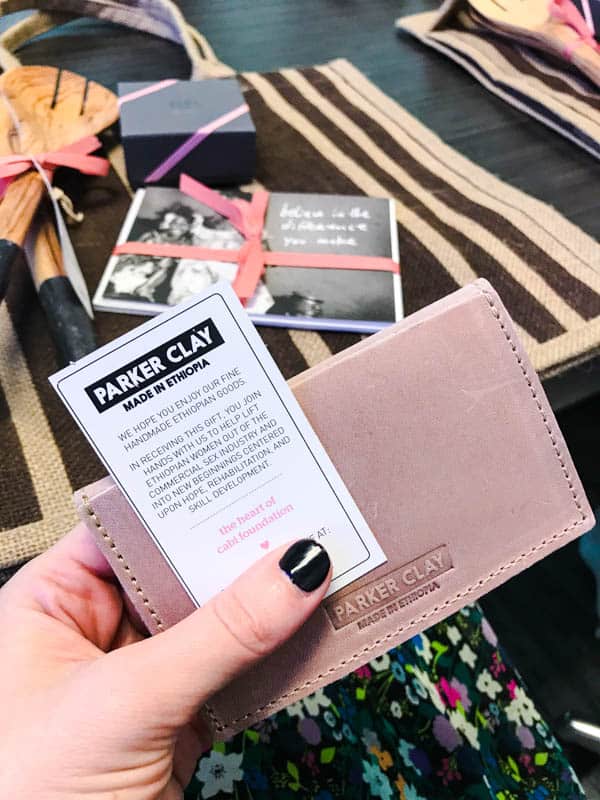 believe in the
difference
you make
PARKER CLAY
MADE IN ETHIOPIA
WE HOPE YOU ENJOY OUR FINE
HANDMADE ETHIOPIAN GOODS.
IN RECEIVING THIS GIFT, YOU JOIN
HANDS WITH US TO HELP LIFT
ETHIOPIAN WOMEN OUT OF THE
COMMERCIAL SEX INDUSTRY AND
INTO NEW BEGINNINGS CENTERED
UPON HOPE, REHABILITATION, AND
SKILL DEVELOPMENT.
the heart of
cabi foundation
AT:
PARKER CLAY
MADE IN ETHIOPIA